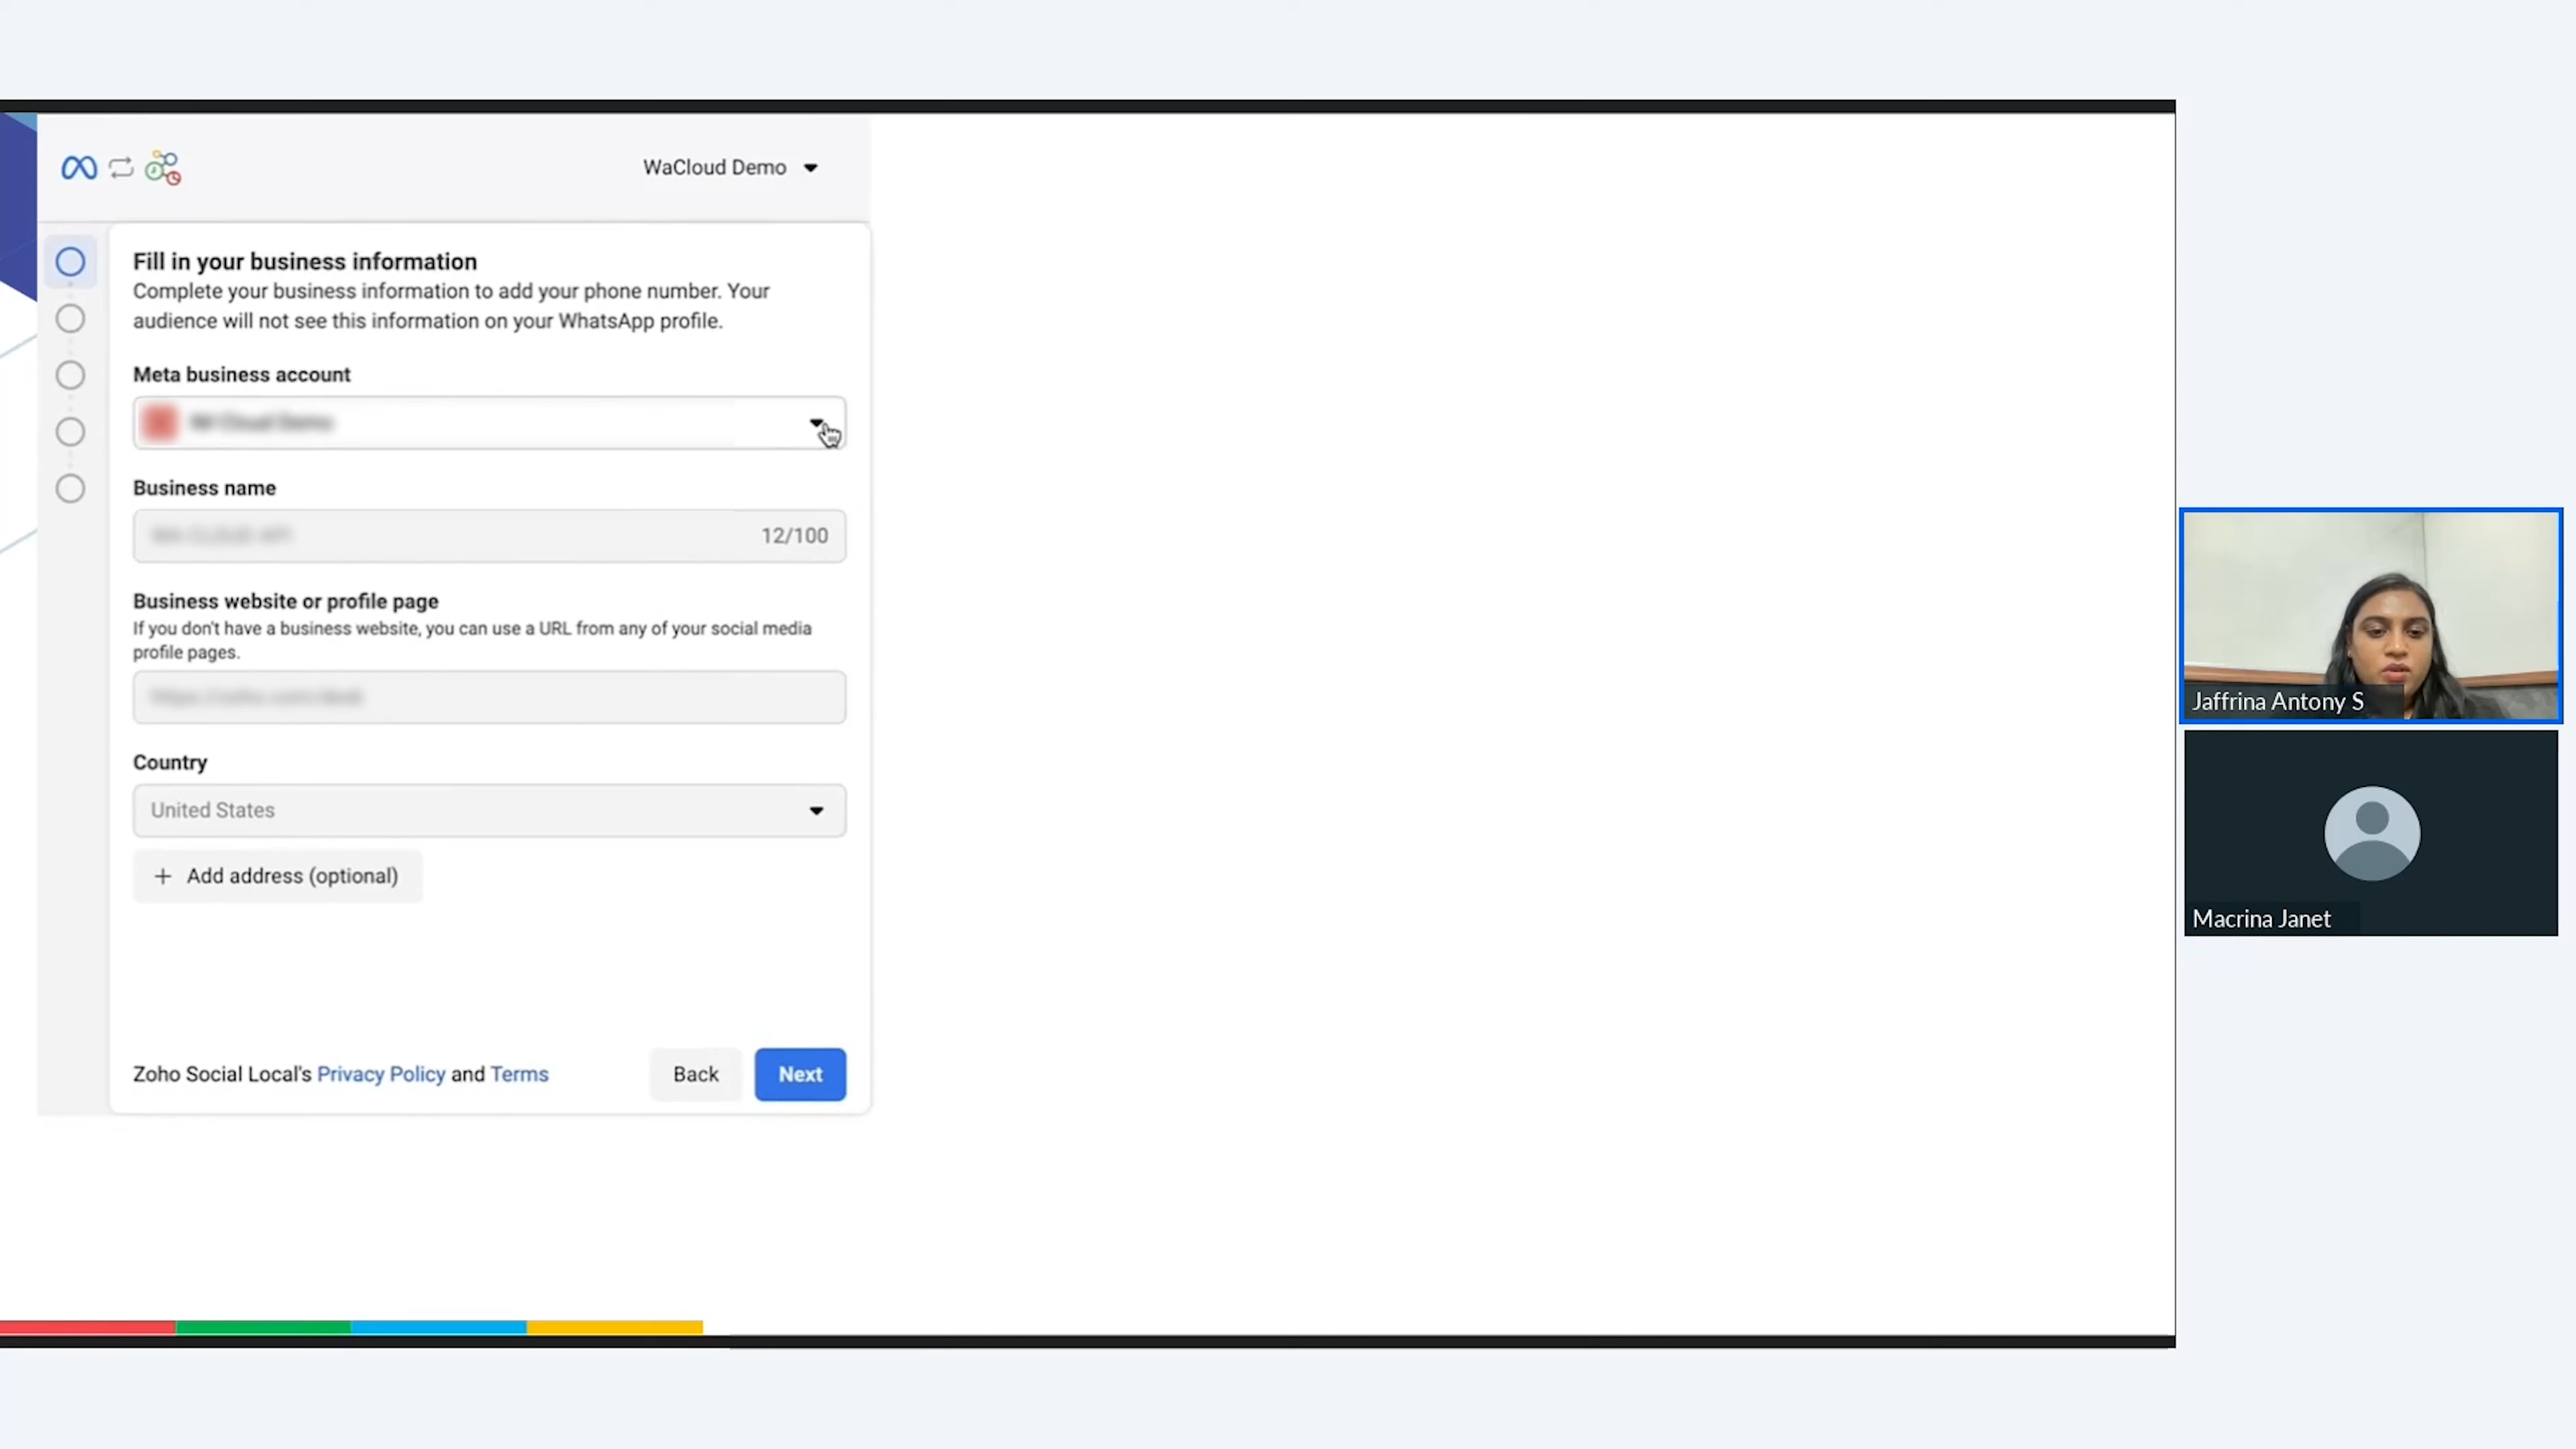 WaCloud Demo
Fill in your business information
Complete your business information to add your phone number. Your
audience will not see this information on your WhatsApp profile.
Meta business account
Business name
12/100
Business website or profile page
If you don't have a business website, you can use a URL from any of your social media
profile pages.
Country
United States
+ Add address (optional)
Zoho Social Local's Privacy Policy and Terms
Back
Next
Jaffrina Antony S
Macrina Janet